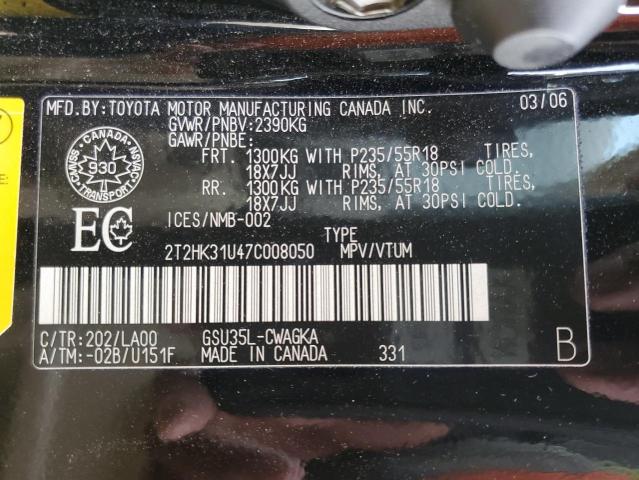 MFD.BY:TOYOTA MOTOR MANUFACTURING CANADA INC. 03/06
GVWR/PNBV:2390KG
GAWR/PNBE:
FRT. 1300KG WITH P235/55R18 TIRES,
18X7JJ RIMS, AT 30PSI COLD.
RR. 1300KG WITH P235/55R18 TIRES,
18X7JJ RIMS, AT 30PSI COLD.
CANADA
930
TRANSPORT
CMVSS
NSVAC
ICES/NMB-002
EC
TYPE
2T2HK31U47C008050 MPV/VTUM
C/TR:202/LA00 GSU35L-CWAGKA
A/TM:-02B/U151F MADE IN CANADA 331 B